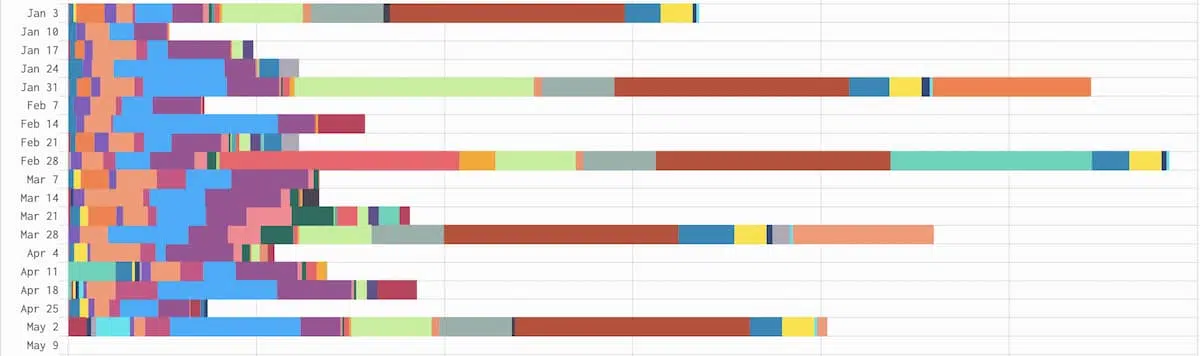 Jan 3
Jan 10
Jan 17
Jan 24
Jan 31
Feb 7
Feb 14
Feb 21
Feb 28
Mar 7
Mar 14
Mar 21
Mar 28
Apr 4
Apr 11
Apr 18
Apr 25
May 2
May 9